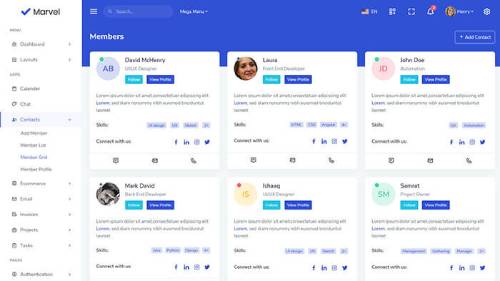 Marvel
Search...
Mega Menu
EN
Henry
MENU
Dashboard
Layouts
APPS
Calender
Chat
Contacts
Add Member
Member List
Member Grid
Member Profile
Ecommerce
Email
Invoices
Projects
Tasks
PAGES
Authentication
Members
+ Add Contact
AB
David McHenry
UI/UX Designer
Follow
View Profile
Lorem ipsum dolor sit amet, consectetuer adipiscing elit
Lorem, sed diam nonummy nibh euismod tincidunt
laoreet
Skills:
UI design
UX
Sketch
Connect with us:
Laura
Front End Developer
Follow
View Profile
Lorem ipsum dolor sit amet, consectetuer adipiscing elit
Lorem, sed diam nonummy nibh euismod tincidunt
laoreet
Skills:
HTML
CSS
Angular
Connect with us:
JD
John Doe
Automation
Follow
View Profile
Lorem ipsum dolor sit amet, consectetuer adipiscing elit
Lorem, sed diam nonummy nibh euismod tincidunt
laoreet
Skills:
QA
Automation
Connect with us:
Mark David
Back End Developer
Follow
View Profile
Lorem ipsum dolor sit amet, consectetuer adipiscing elit
Lorem, sed diam nonummy nibh euismod tincidunt
laoreet
Skills:
Java
Python
Django
Connect with us:
IS
Ishaaq
UI/UX Designer
Follow
View Profile
Lorem ipsum dolor sit amet, consectetuer adipiscing elit
Lorem, sed diam nonummy nibh euismod tincidunt
laoreet
Skills:
UI design
UX
Sketch
Connect with us:
SM
Project Owner
Follow
View Profile
Lorem ipsum dolor sit amet, consectetuer adipiscing elit
Lorem, sed diam nonummy nibh euismod tincidunt
laoreet
Skills:
Management
Gathering
Manager
Connect with us: